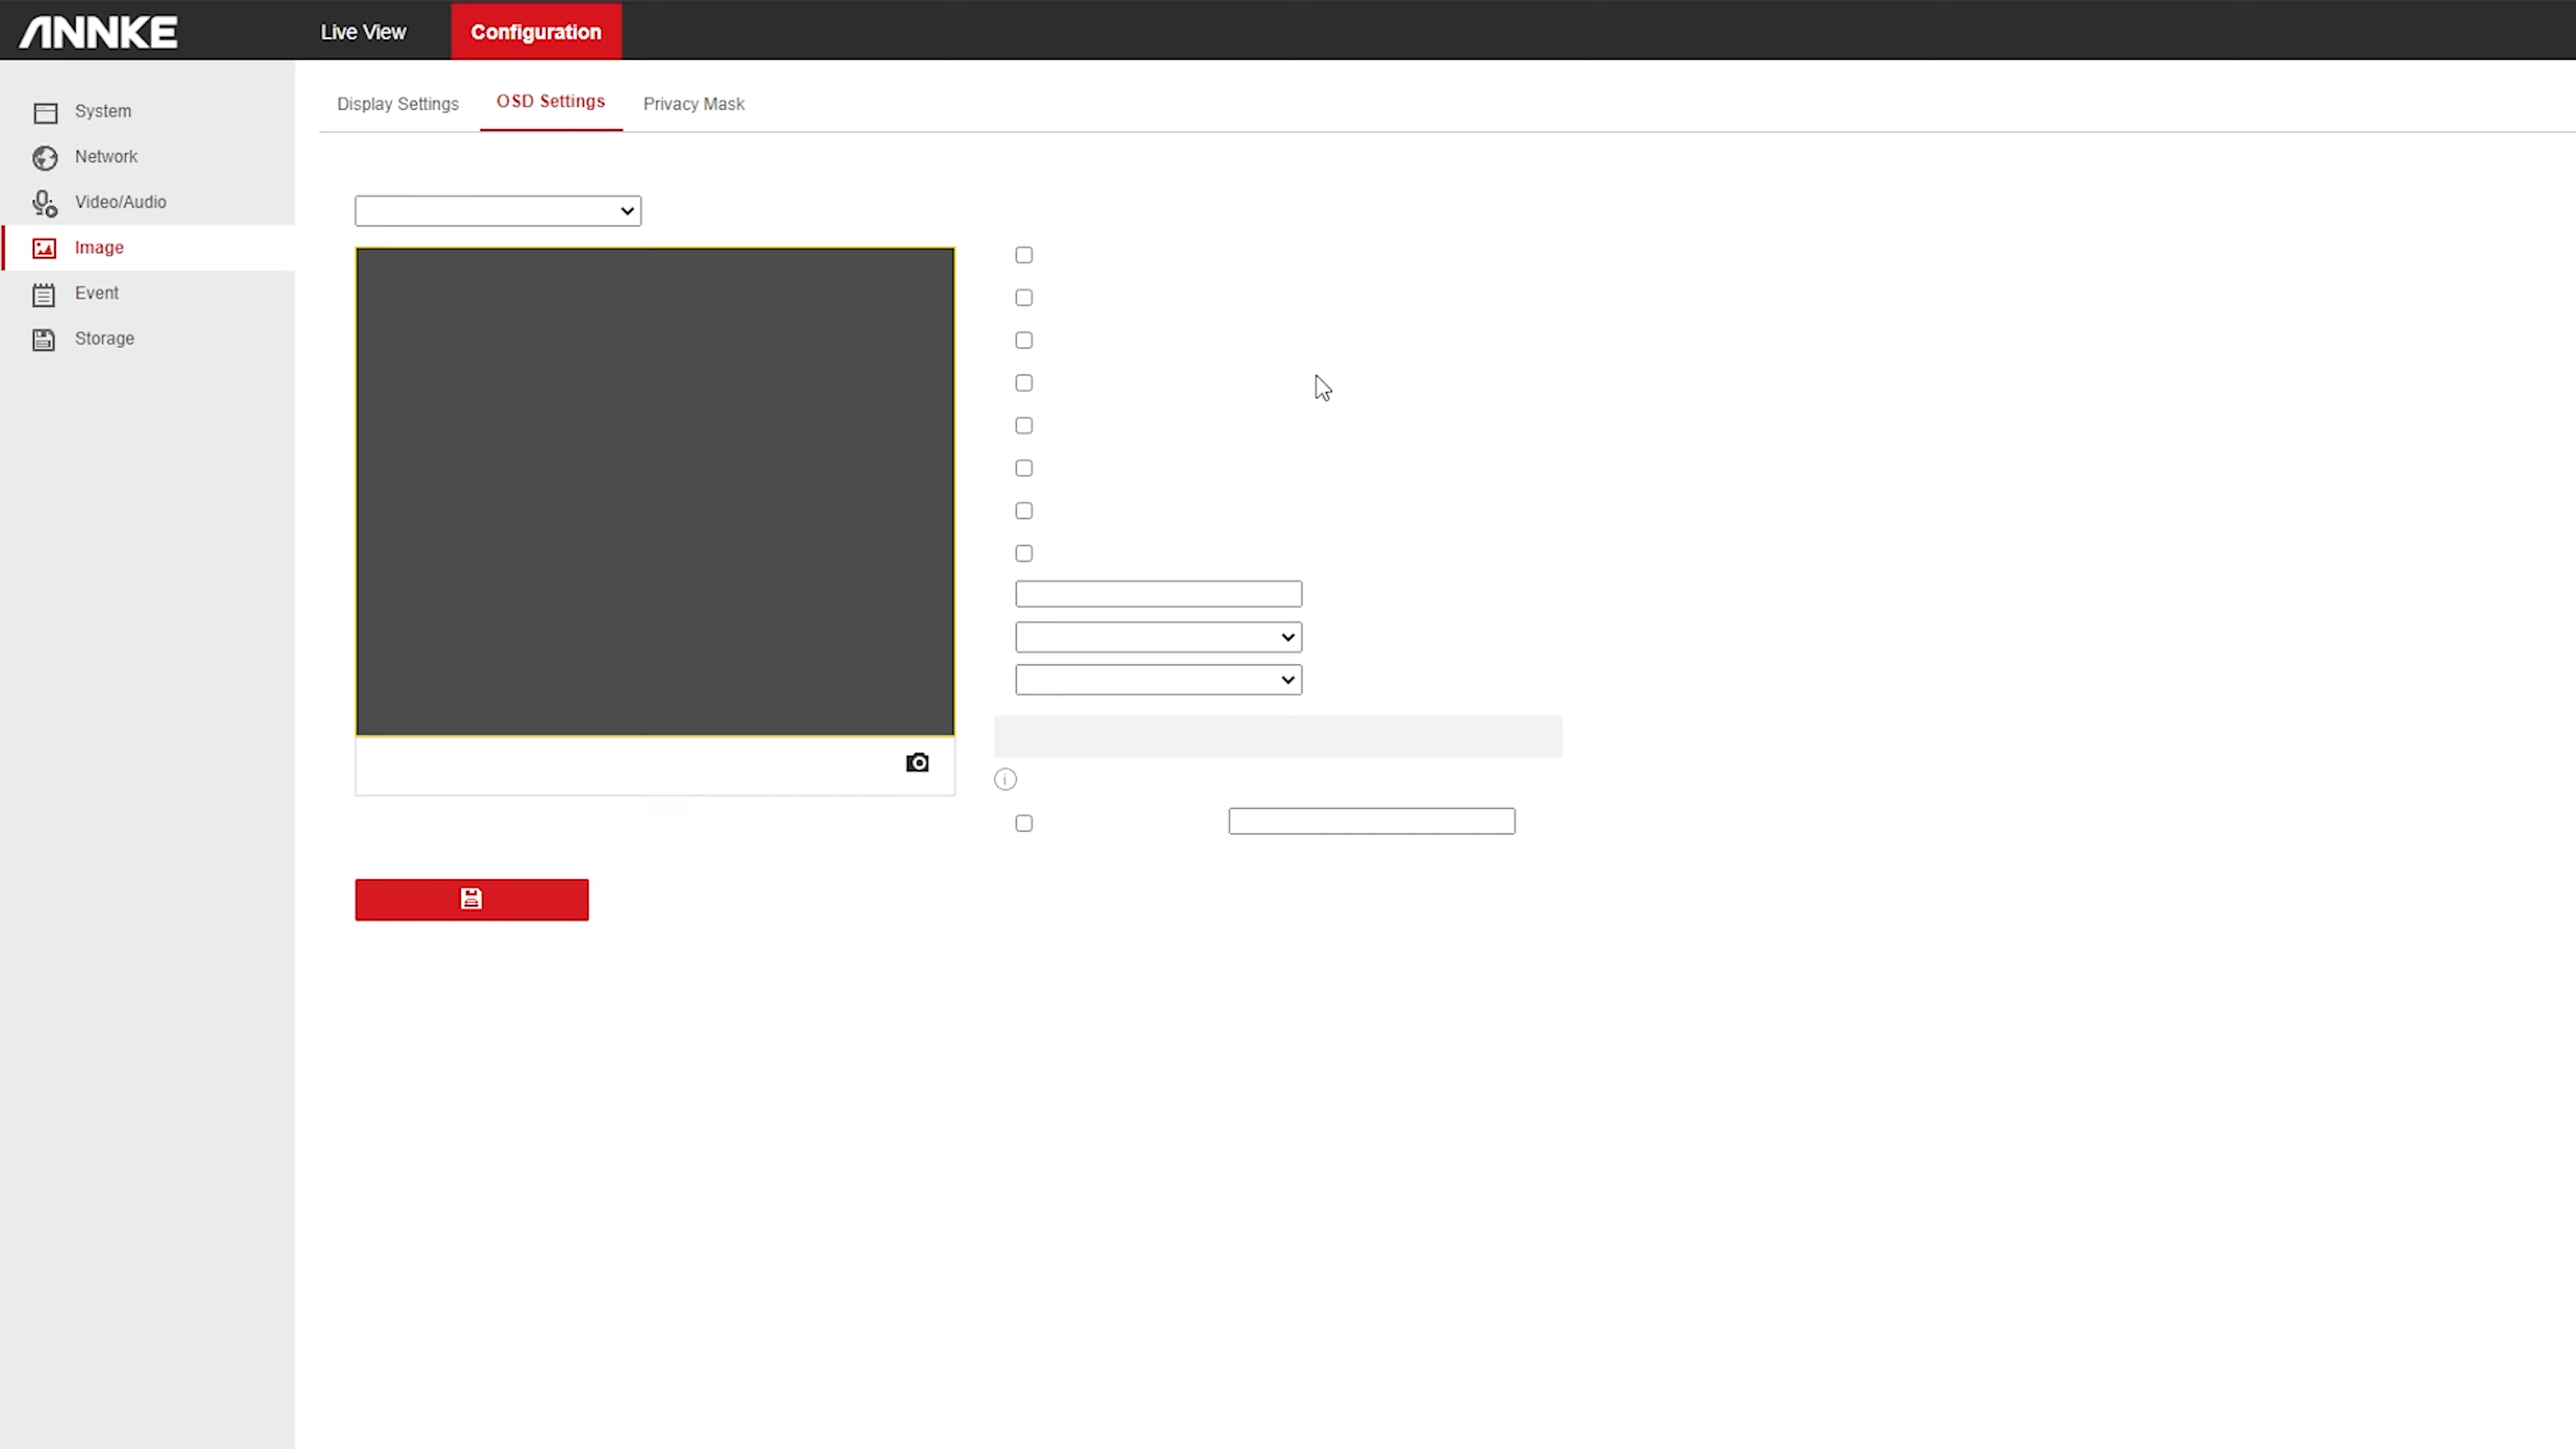 ANNKE
Live View
Configuration
System
Network
Video/Audio
Image
Event
Storage
Display Settings
OSD Settings
Privacy Mask